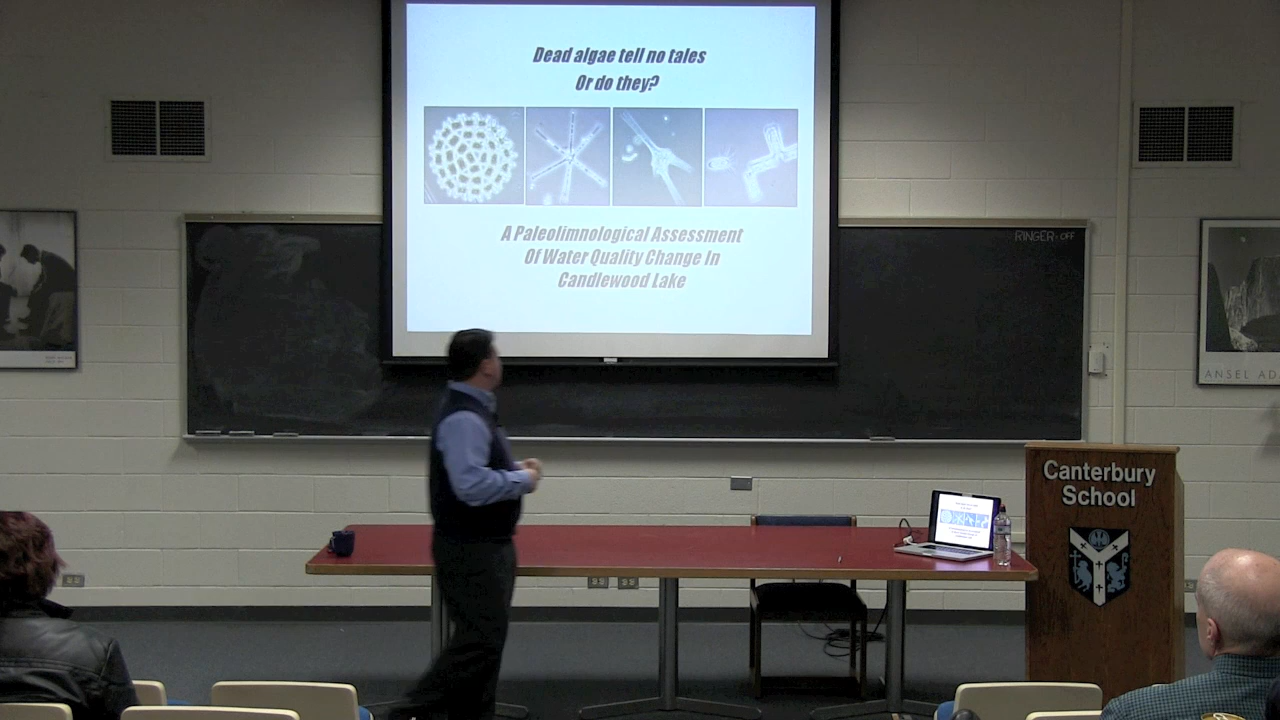 Dead algae tell no tales
Or do they?
A Paleolimnological Assessment
Of Water Quality Change In
Candlewood Lake
RINGER-OFF
ANSEL AD
Canterbury
School